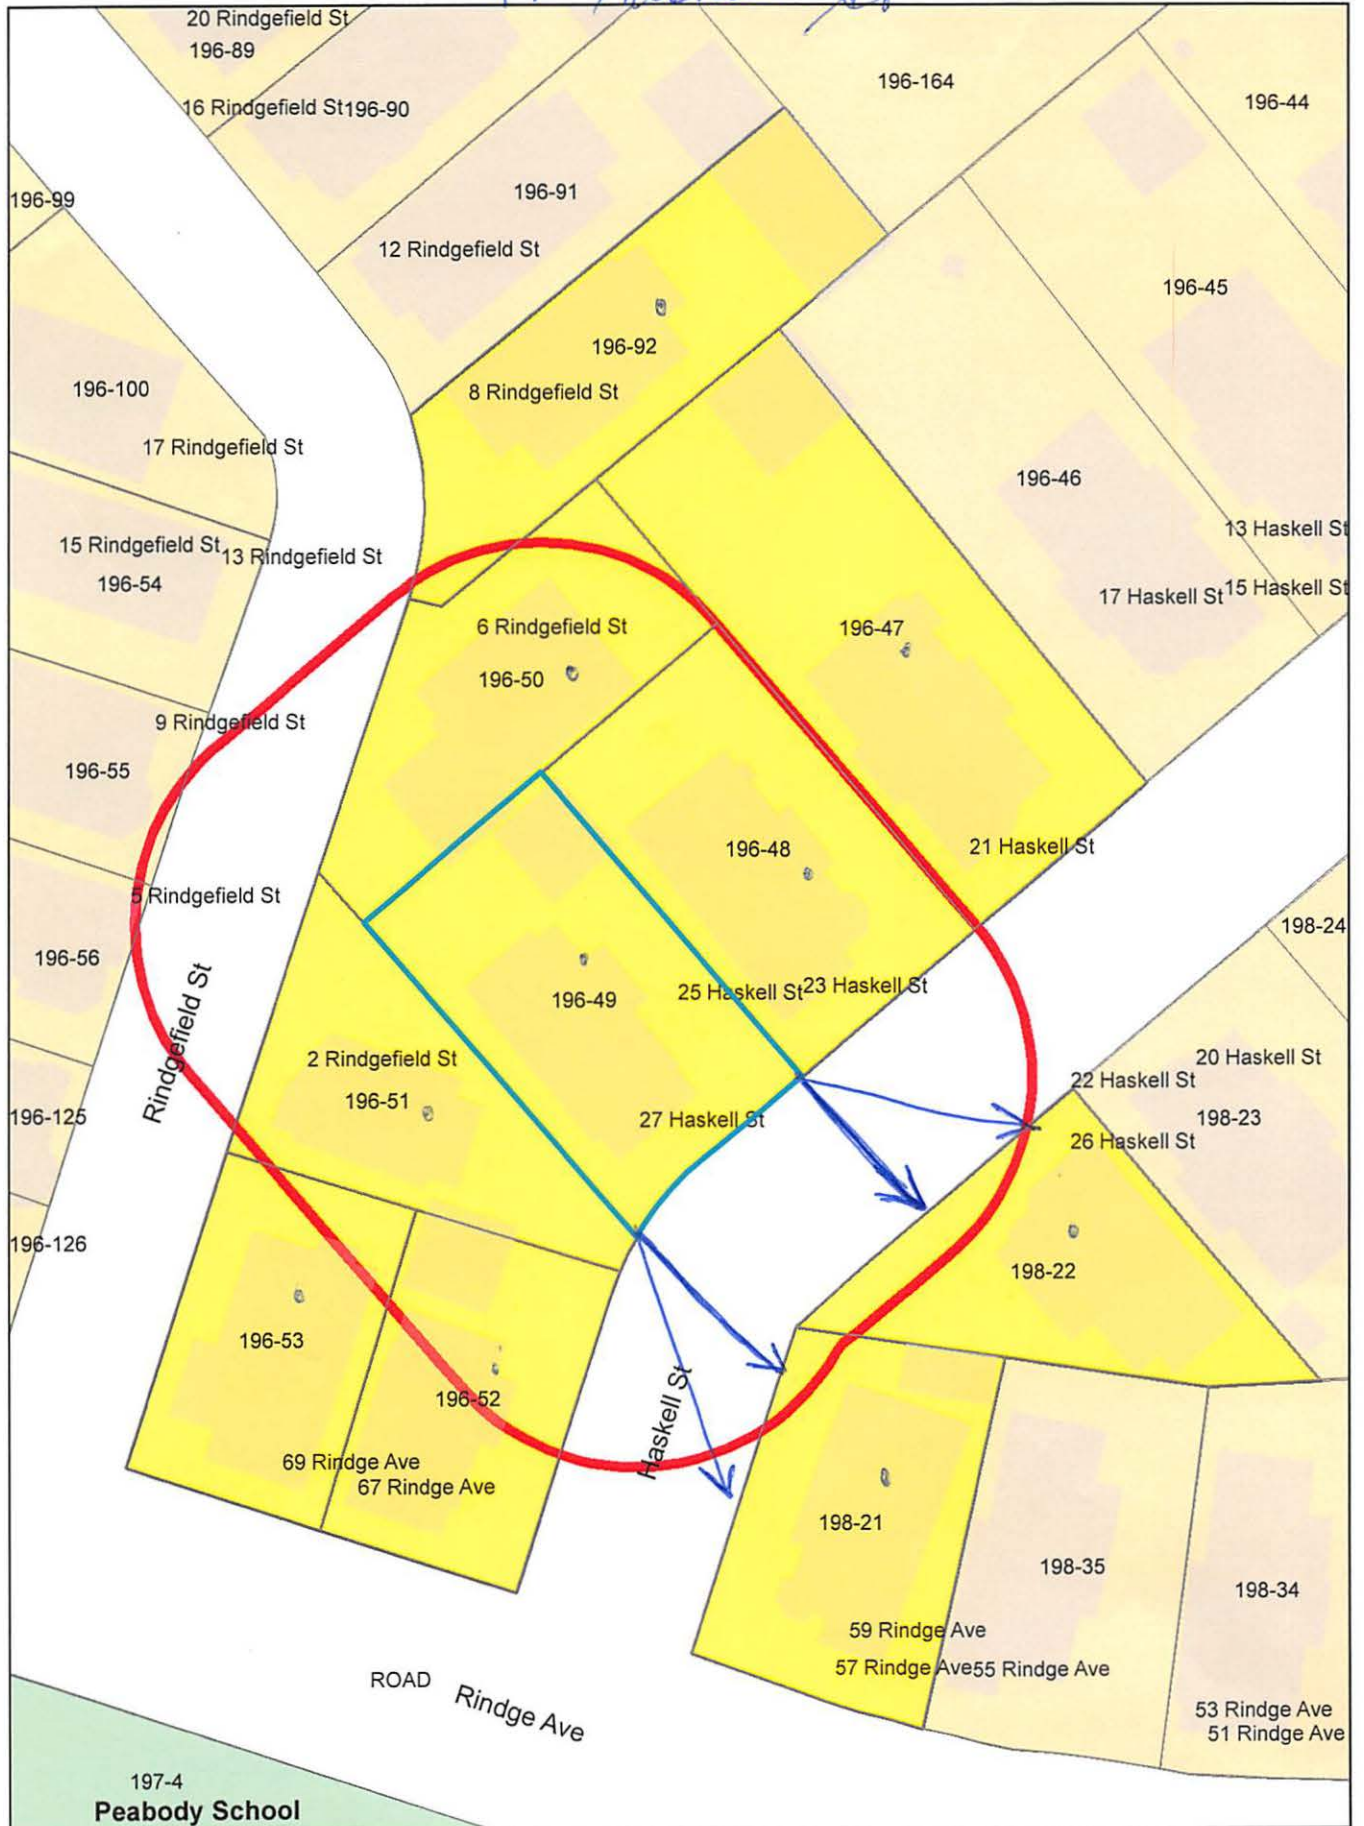 20 Rindgefield St
196-89
196-164
196-44
16 Rindgefield St 196-90
196-99
196-91
12 Rindgefield St
196-45
196-92
196-100
8 Rindgefield St
17 Rindgefield St
196-46
13 Haskell St
15 Rindgefield St
13 Rindgefield St
196-54
17 Haskell St
15 Haskell St
6 Rindgefield St
196-47
196-50
9 Rindgefield St
196-55
196-48
21 Haskell St
5 Rindgefield St
198-24
196-56
25 Haskell St
23 Haskell St
196-49
Rindgefield St
2 Rindgefield St
20 Haskell St
22 Haskell St
196-51
196-125
27 Haskell St
198-23
26 Haskell St
196-126
198-22
196-53
196-52
Haskell St
69 Rindge Ave
67 Rindge Ave
198-21
198-35
198-34
59 Rindge Ave
57 Rindge Ave
55 Rindge Ave
ROAD
Rindge Ave
53 Rindge Ave
51 Rindge Ave
197-4
Peabody School